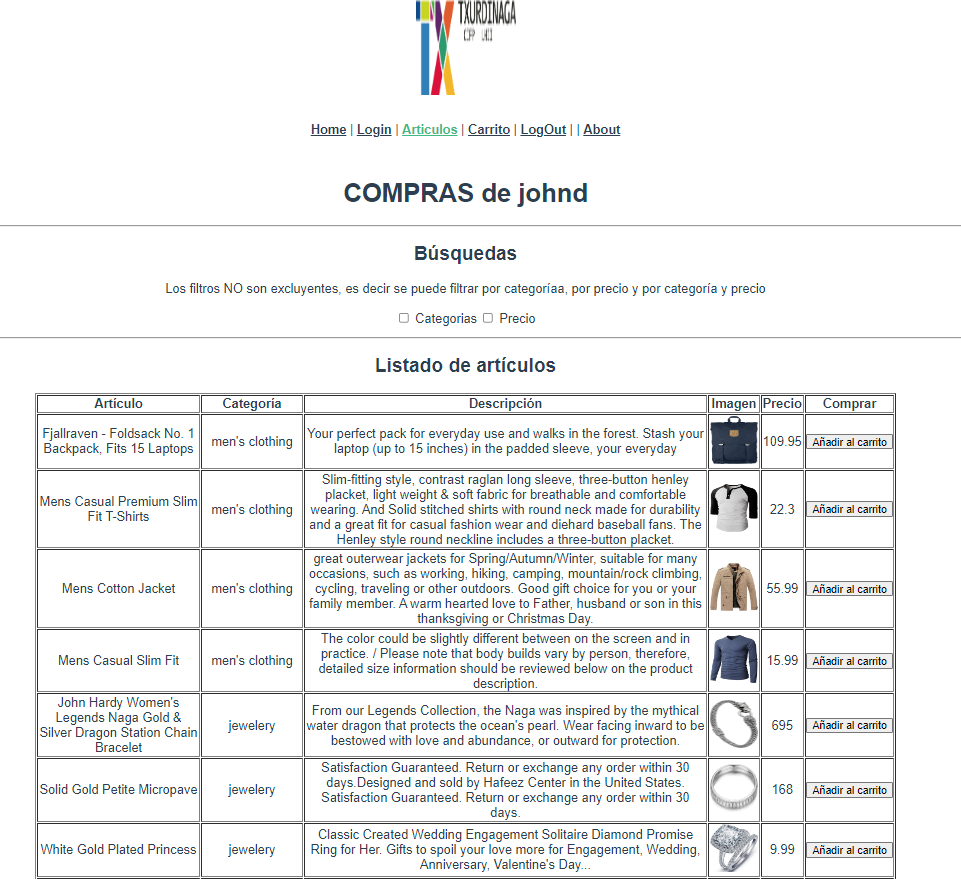 TXURDINAGA
CIFP LHII
Home | Login | Articulos | Carrito | LogOut | | About
COMPRAS de johnd
Búsquedas
Los filtros NO son excluyentes, es decir se puede filtrar por categoríaa, por precio y por categoría y precio
Categorias Precio
Listado de artículos
Artículo Categoría Descripción Imagen Precio Comprar
Fjallraven - Foldsack No. 1
Backpack, Fits 15 Laptops
men's clothing
Your perfect pack for everyday use and walks in the forest. Stash your
laptop (up to 15 inches) in the padded sleeve, your everyday
109.95
Añadir al carrito
Mens Casual Premium Slim
Fit T-Shirts
men's clothing
Slim-fitting style, contrast raglan long sleeve, three-button henley
placket, light weight & soft fabric for breathable and comfortable
wearing. And Solid stitched shirts with round neck made for durability
and a great fit for casual fashion wear and diehard baseball fans. The
Henley style round neckline includes a three-button placket.
22.3
Añadir al carrito
Mens Cotton Jacket
men's clothing
great outerwear jackets for Spring/Autumn/Winter, suitable for many
occasions, such as working, hiking, camping, mountain/rock climbing,
cycling, traveling or other outdoors. Good gift choice for you or your
family member. A warm hearted love to Father, husband or son in this
thanksgiving or Christmas Day.
55.99
Añadir al carrito
Mens Casual Slim Fit
men's clothing
The color could be slightly different between on the screen and in
practice. / Please note that body builds vary by person, therefore,
detailed size information should be reviewed below on the product
description.
15.99
Añadir al carrito
John Hardy Women's
Legends Naga Gold &
Silver Dragon Station Chain
Bracelet
jewelery
From our Legends Collection, the Naga was inspired by the mythical
water dragon that protects the ocean's pearl. Wear facing inward to be
bestowed with love and abundance, or outward for protection.
695
Añadir al carrito
Solid Gold Petite Micropave
jewelery
Satisfaction Guaranteed. Return or exchange any order within 30
days.Designed and sold by Hafeez Center in the United States.
Satisfaction Guaranteed. Return or exchange any order within 30
days.
168
Añadir al carrito
White Gold Plated Princess
jewelery
Classic Created Wedding Engagement Solitaire Diamond Promise
Ring for Her. Gifts to spoil your love more for Engagement, Wedding,
Anniversary, Valentine's Day...
9.99
Añadir al carrito